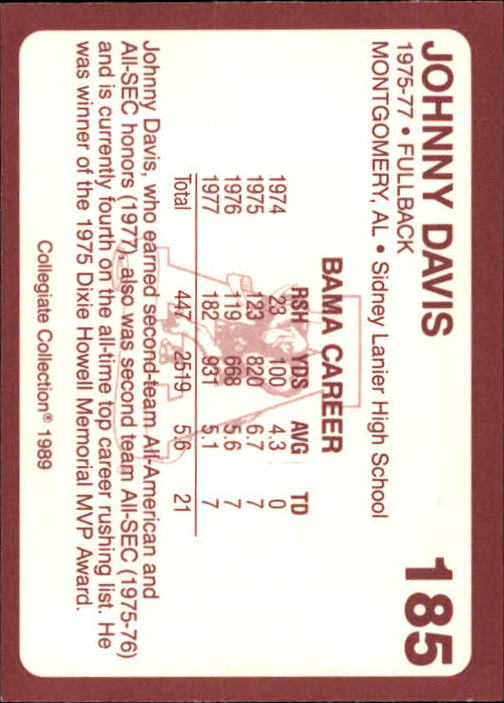 JOHNNY DAVIS 185
1975-77 • FULLBACK
MONTGOMERY, AL • Sidney Lanier High School
BAMA CAREER
RSH YDS AVG TD
1974 23 100 4.3 0
1975 123 820 6.7 7
1976 119 668 5.6 7
1977 182 931 5.1 7
Total 447 2519 5.6 21
Johnny Davis, who earned second-team All-American and
All-SEC honors (1977), also was second team All-SEC (1975-76)
and is currently fourth on the all-time top career rushing list. He
was winner of the 1975 Dixie Howell Memorial MVP Award.
Collegiate Collection® 1989